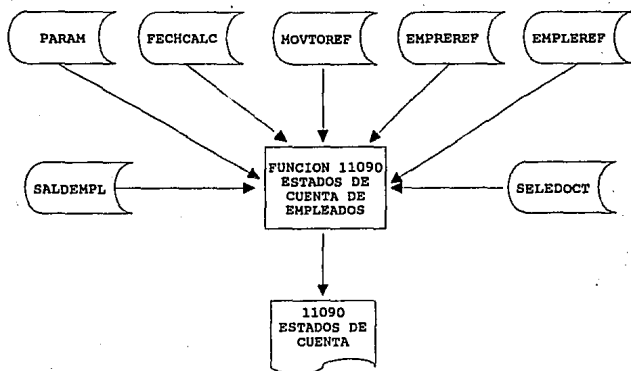 PARAM
FECHCALC
MOVTOREF
EMPREREF
EMPLEREF
SALDEMPL
FUNCION 11090
ESTADOS DE
CUENTA DE
EMPLEADOS
SELEDOCT
11090
ESTADOS DE
CUENTA